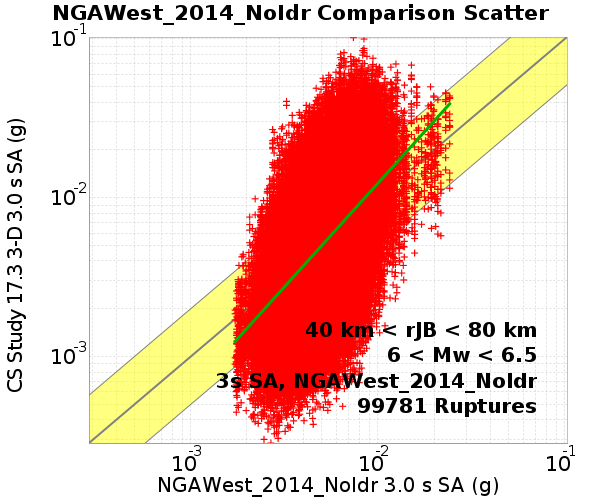 NGAWest_2014_NoIdr Comparison Scatter
10-1
10-2
10-3
CS Study 17.3 3-D 3.0 s SA (g)
40 km < rJB < 80 km
6 < Mw < 6.5
3s SA, NGAWest_2014_NoIdr
99781 Ruptures
10-3 10-2 10-1
NGAWest_2014_NoIdr 3.0 s SA (g)